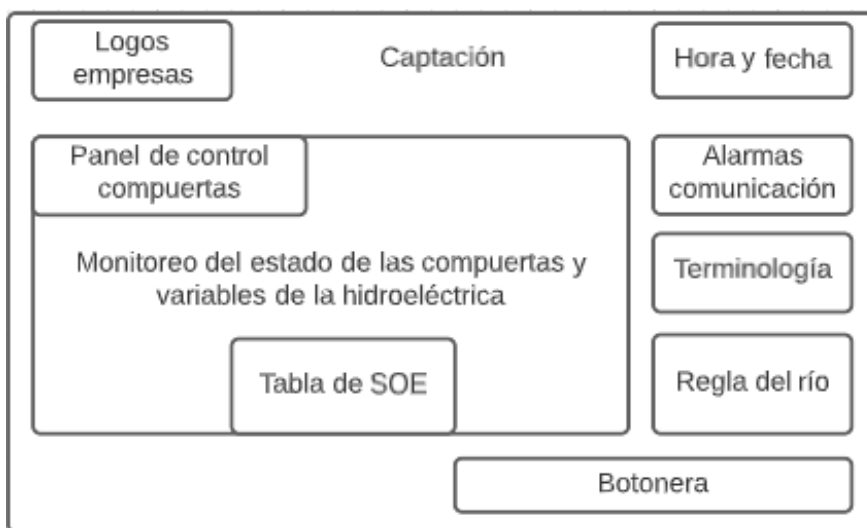 Logos
empresas
Captación
Hora y fecha
Panel de control
compuertas
Alarmas
comunicación
Monitoreo del estado de las compuertas y
variables de la hidroeléctrica
Terminología
Tabla de SOE
Regla del río
Botonera